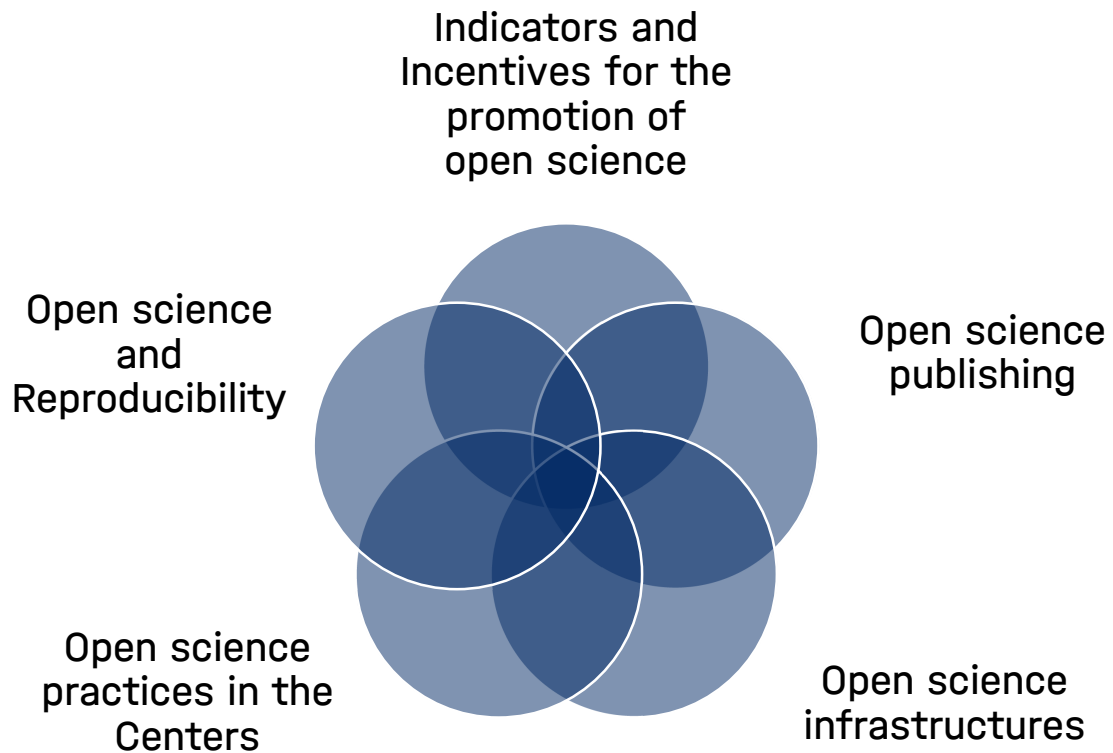 Indicators and
Incentives for the
promotion of
open science
Open science
and
Reproducibility
Open science
publishing
Open science
practices in the
Centers
Open science
infrastructures